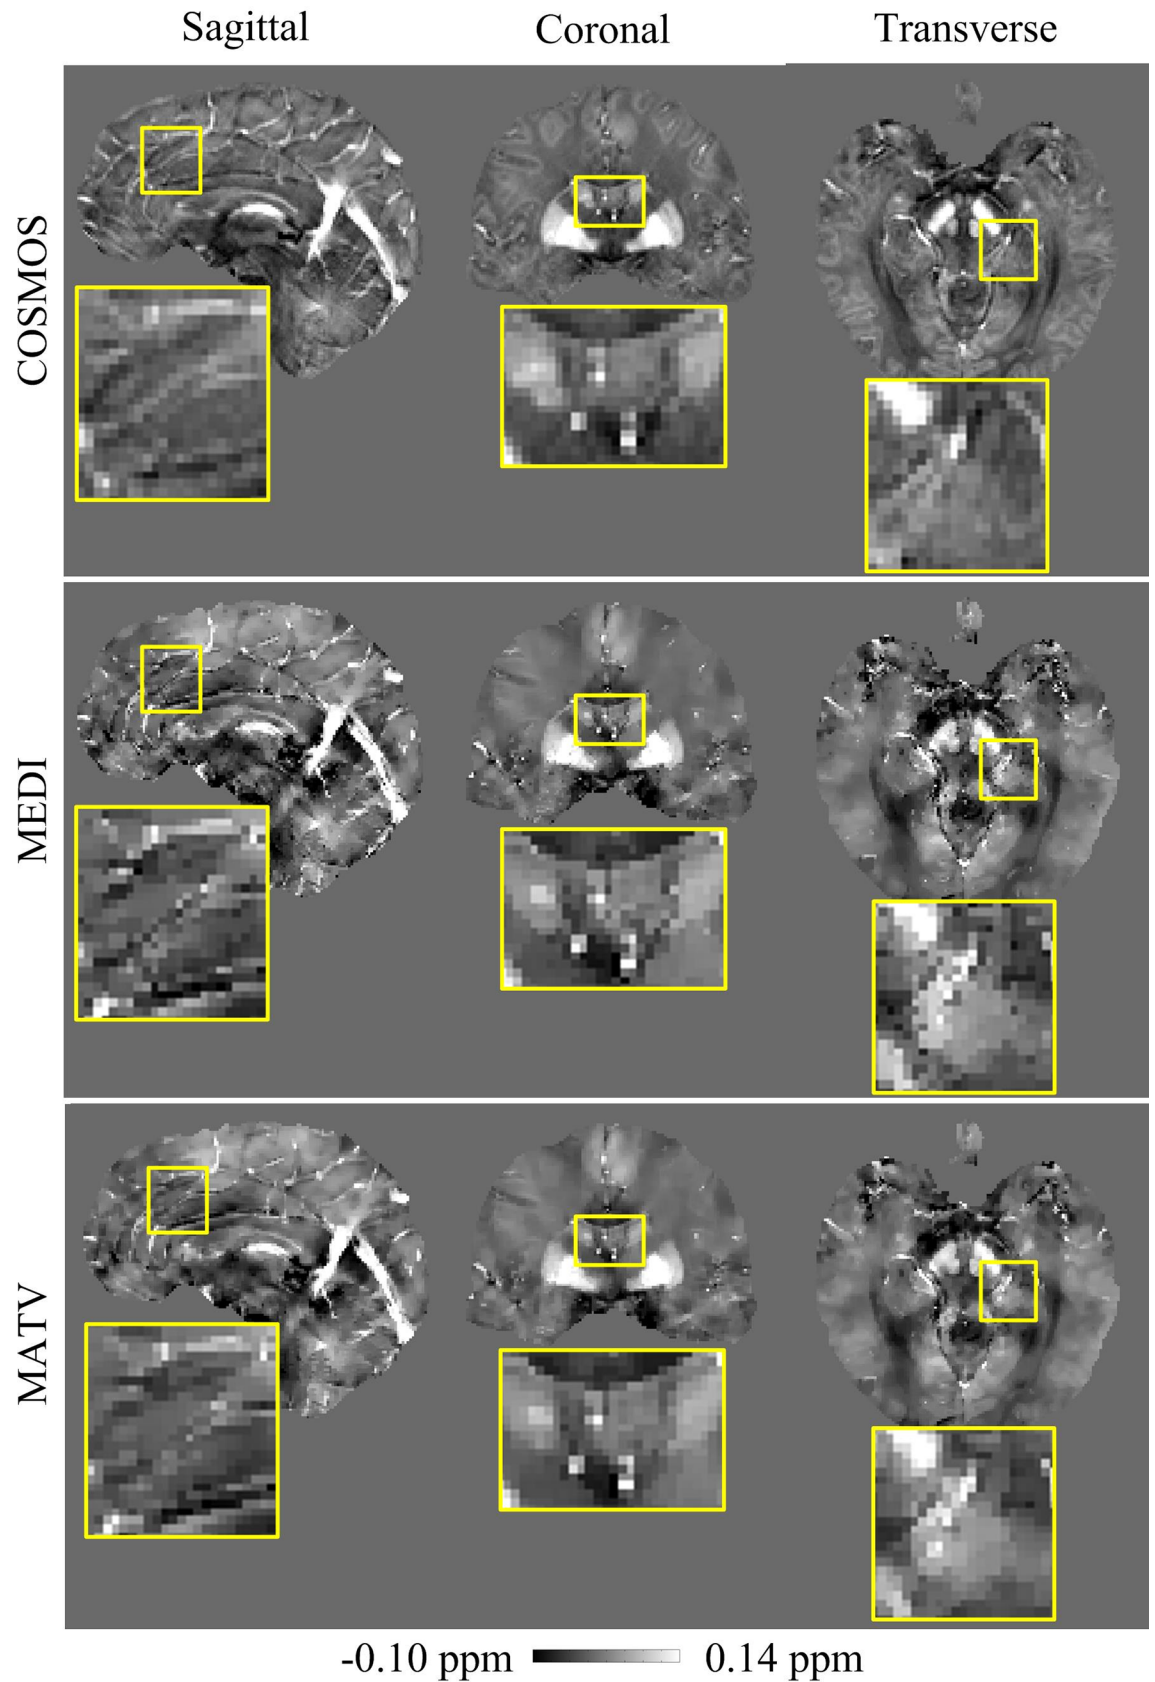 Sagittal Coronal Transverse
COSMOS
MEDI
MATV
-0.10 ppm 0.14 ppm